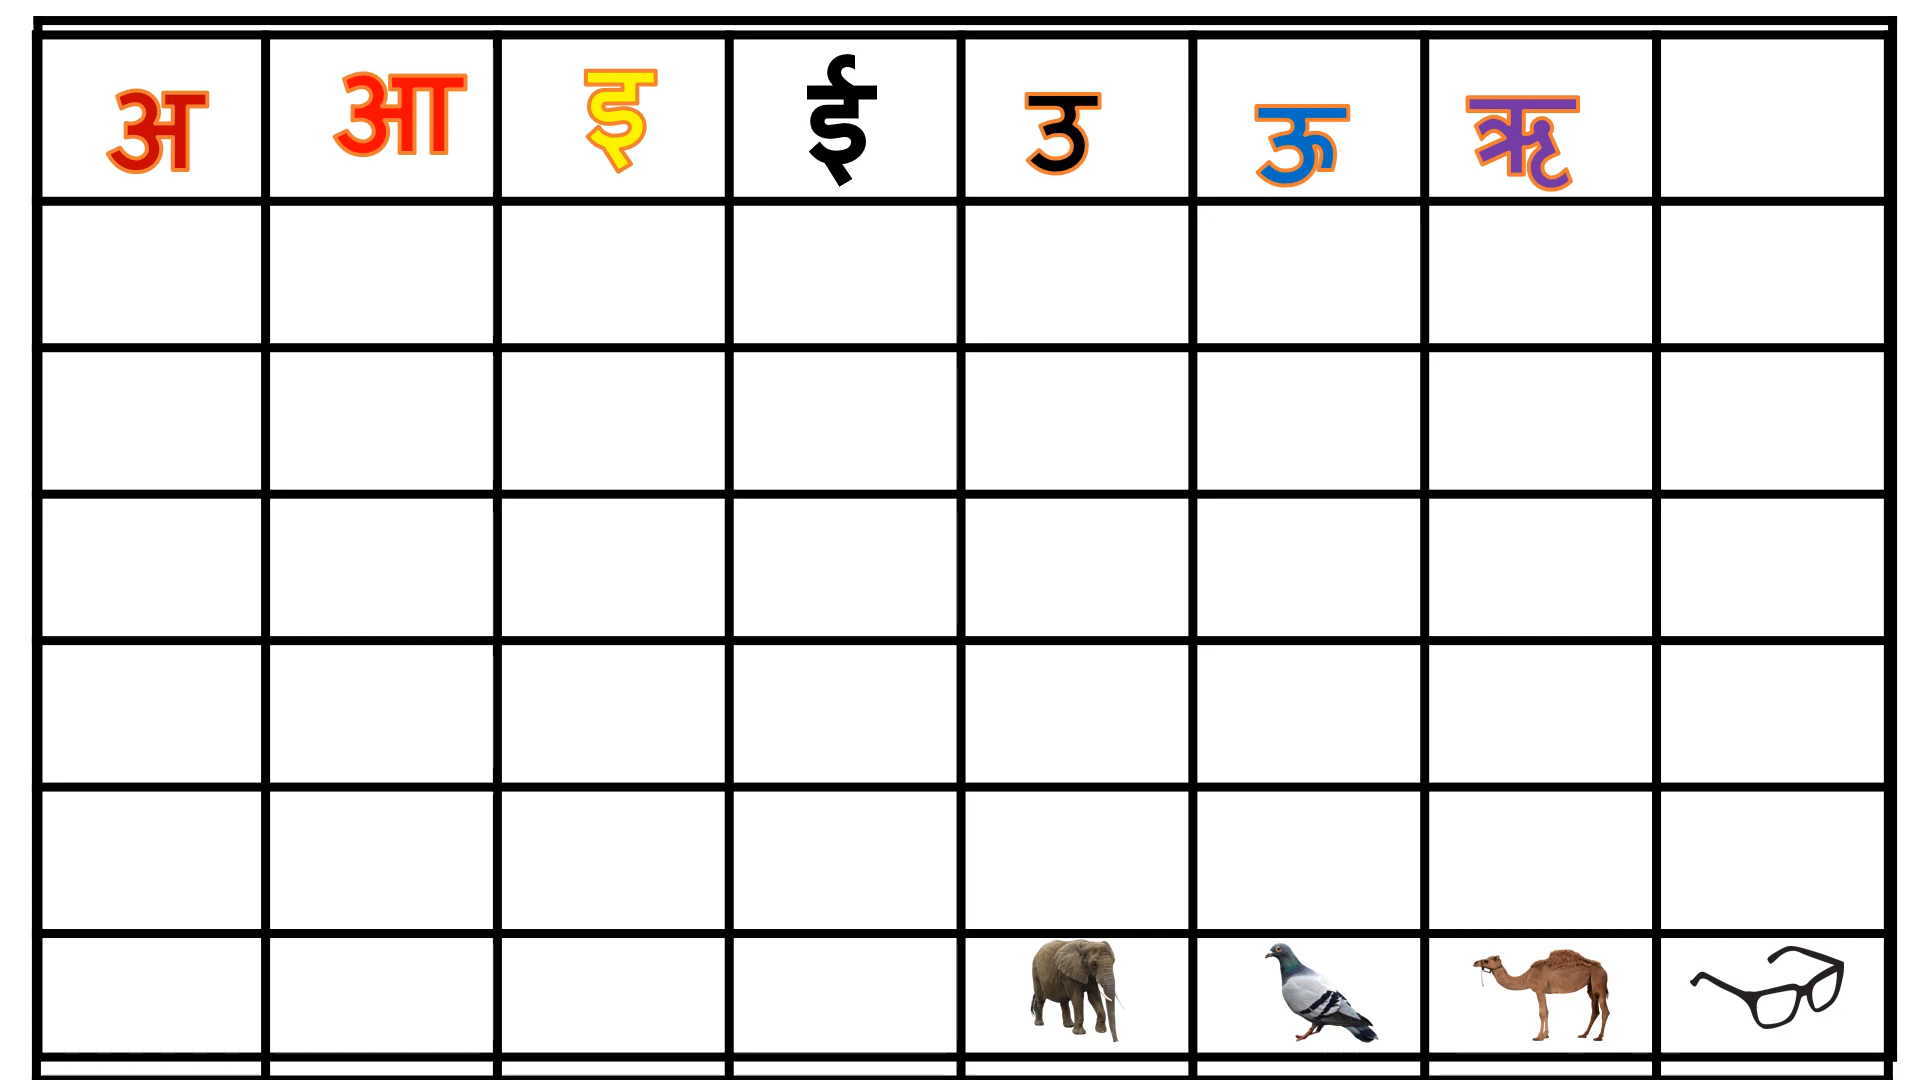 अ आ इ ई उ ऊ ऋ